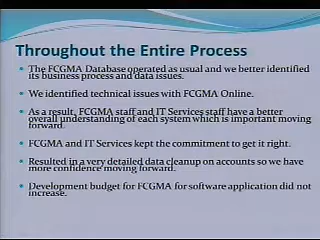 Throughout the Entire Process
The FCGMA Database operated as usual and we better identified
its business process and data issues.
We identified technical issues with FCGMA Online.
As a result, FCGMA staff and IT Services staff have a better
overall understanding of each system which is important moving
forward.
FCGMA and IT Services kept the commitment to get it right.
Resulted in a very detailed data cleanup on accounts so we have
more confidence moving forward.
Development budget for FCGMA for software application did not
increase.